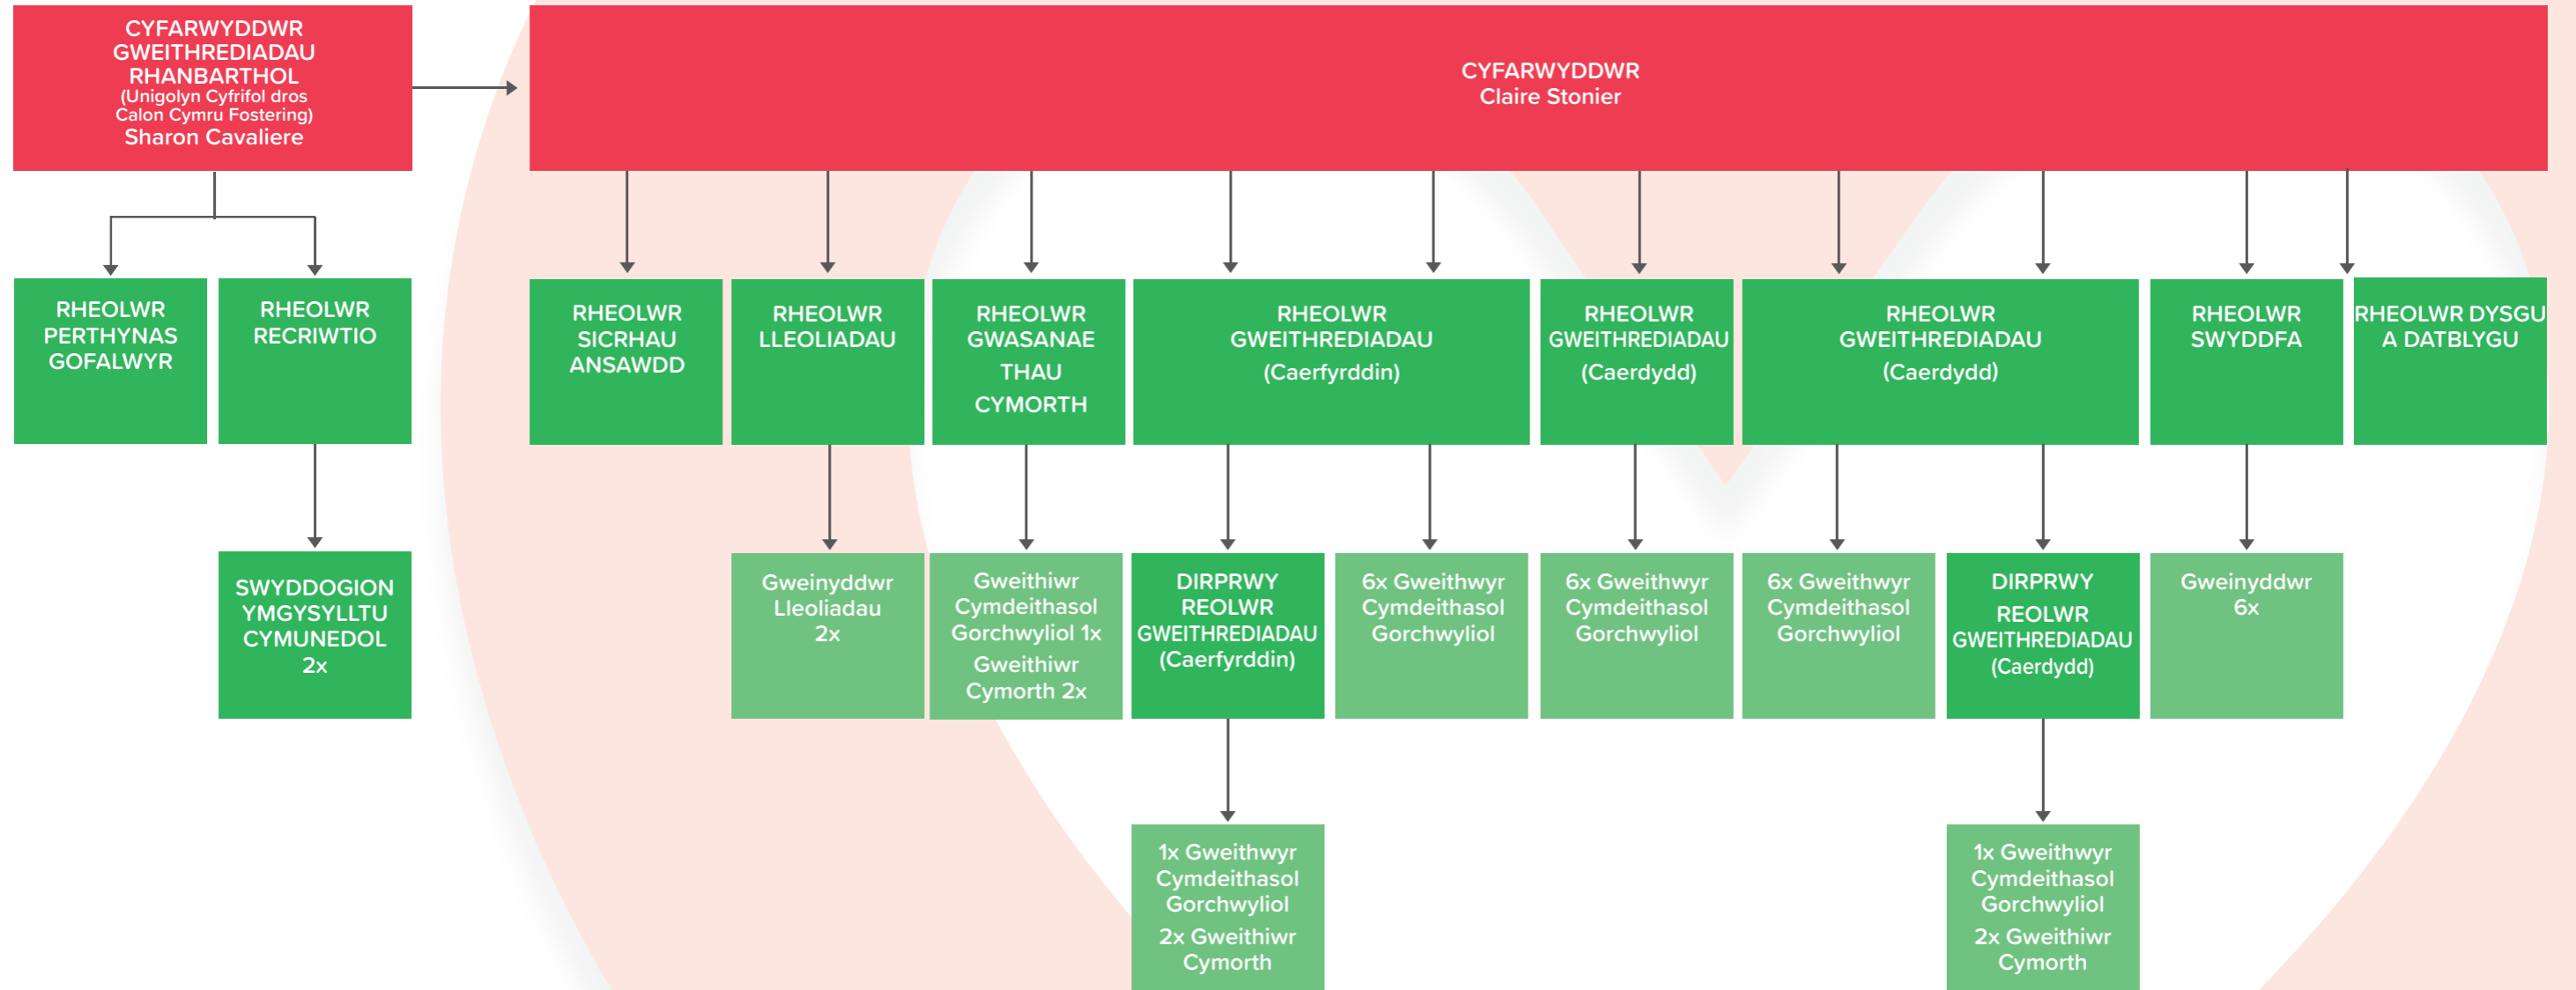 CYFARWYDDWR
GWEITHREDIADAU
RHANBARTHOL
(Unigolyn Cyfrifol dros
Calon Cymru Fostering)
Sharon Cavaliere
CYFARWYDDWR
Claire Stonier
RHEOLWR
PERTHYNAS
GOFALWYR
RHEOLWR
RECRIWTIO
RHEOLWR
SICRHAU
ANSAWDD
RHEOLWR
LLEOLIADAU
RHEOLWR
GWASANAE
THAU
CYMORTH
RHEOLWR
GWEITHREDIADAU
(Caerfyrddin)
RHEOLWR
GWEITHREDIADAU
(Caerdydd)
RHEOLWR
GWEITHREDIADAU
(Caerdydd)
RHEOLWR
SWYDDFA
RHEOLWR DYSGU
A DATBLYGU
SWYDDOGION
YMGYSYLLTU
CYMUNEDOL
2x
Gweinyddwr
Lleoliadau
2x
Gweithiwr
Cymdeithasol
Gorchwyliol 1x
Gweithiwr
Cymorth 2x
DIRPRWY
REOLWR
GWEITHREDIADAU
(Caerfyrddin)
6x Gweithwyr
Cymdeithasol
Gorchwyliol
6x Gweithwyr
Cymdeithasol
Gorchwyliol
6x Gweithwyr
Cymdeithasol
Gorchwyliol
DIRPRWY
REOLWR
GWEITHREDIADAU
(Caerdydd)
Gweinyddwr
6x
1x Gweithwyr
Cymdeithasol
Gorchwyliol
2x Gweithiwr
Cymorth
1x Gweithwyr
Cymdeithasol
Gorchwyliol
2x Gweithiwr
Cymorth